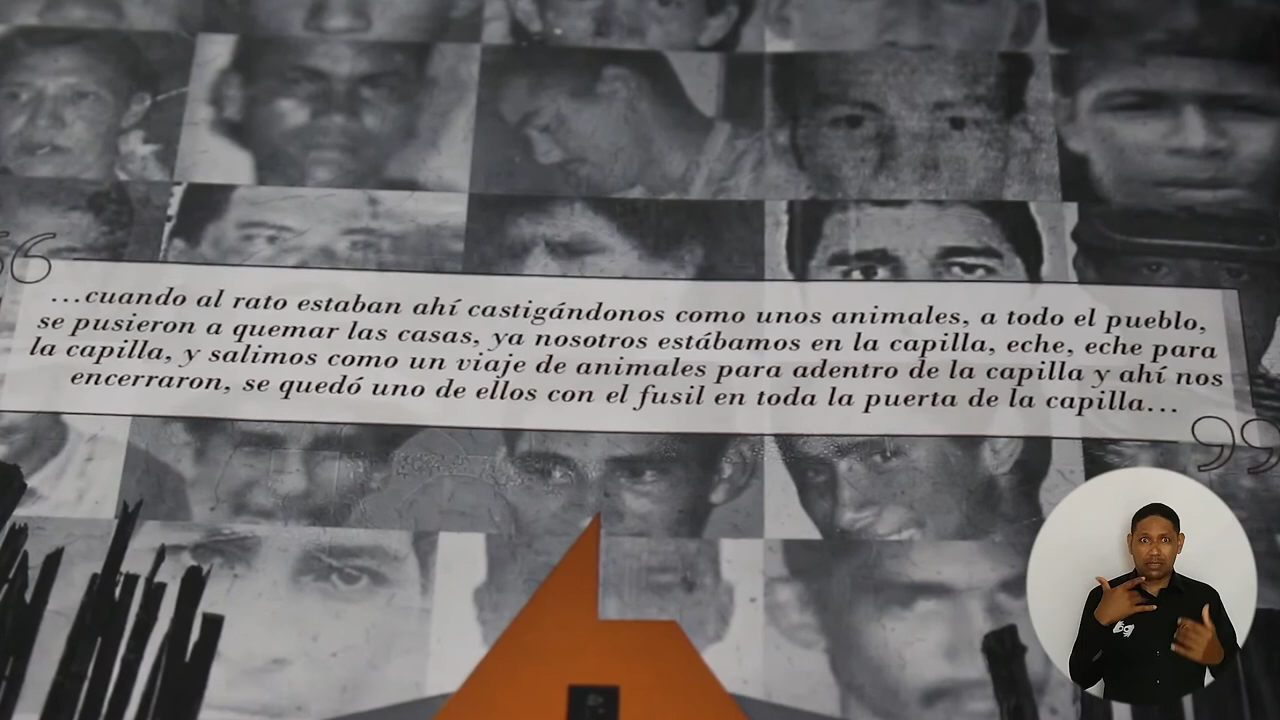 “
...cuando al rato estaban ahí castigándonos como unos animales, a todo el pueblo,
se pusieron a quemar las casas, ya nosotros estábamos en la capilla, eche, eche para
la capilla, y salimos como un viaje de animales para adentro de la capilla y ahí nos
encerraron, se quedó uno de ellos con el fusil en toda la puerta de la capilla...
”